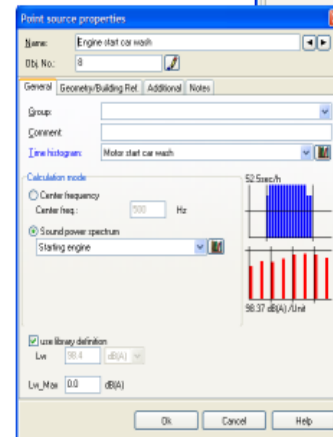 Point source properties
Name: Engine start car wash
Obj. No.: 8
General Geometry/Building Ref. Additional Notes
Group:
Comment:
Time histogram: Motor start car wash
Calculation mode
52.5sec/h
Center frequency
Center freq.: 500 Hz
Sound power spectrum
Starting engine
98.37 dB(A) /Unit
use library definition
Lw 98.4 dB(A)
Lw_Max 0.0 dB(A)
Ok Cancel Help